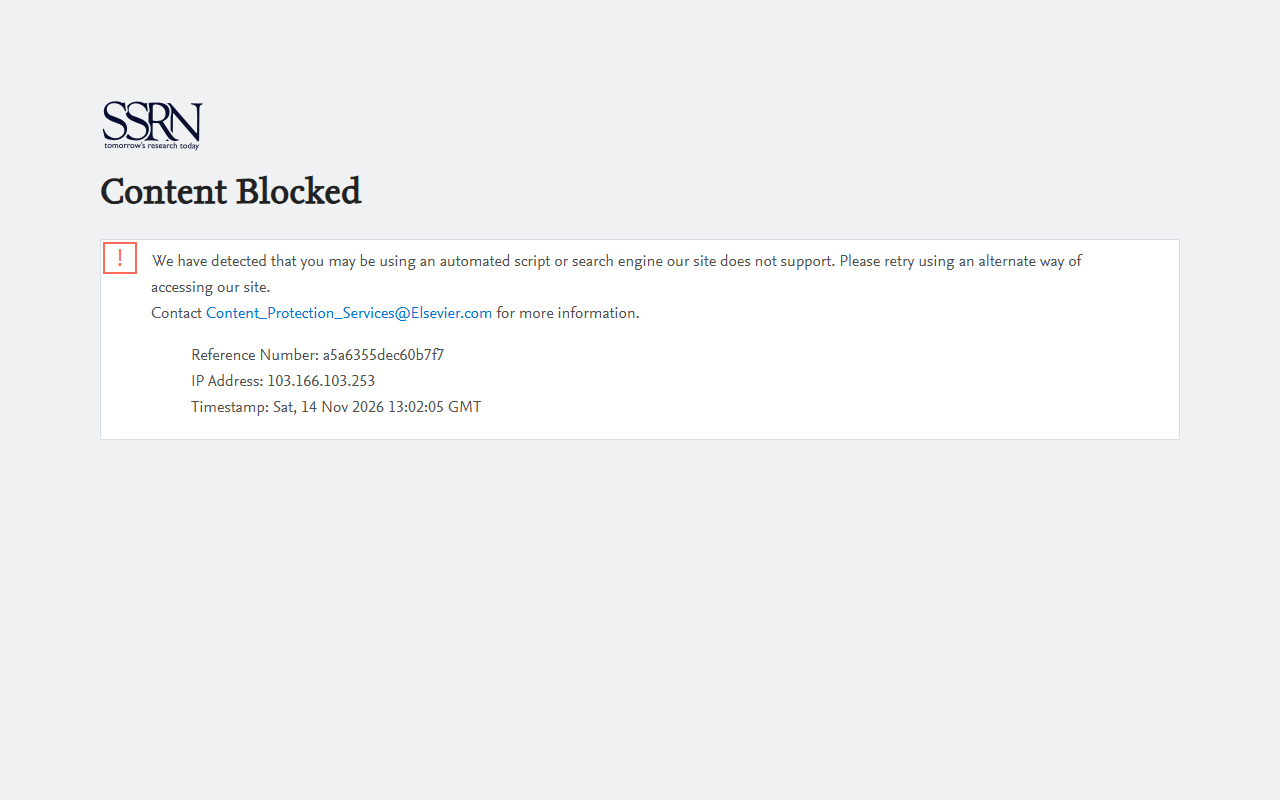 SSRN
tomorrow's research today
Content Blocked
!
We have detected that you may be using an automated script or search engine our site does not support. Please retry using an alternate way of
accessing our site.
Contact Content_Protection_Services@Elsevier.com for more information.
Reference Number: a5a6355dec60b7f7
IP Address: 103.166.103.253
Timestamp: Sat, 14 Nov 2026 13:02:05 GMT